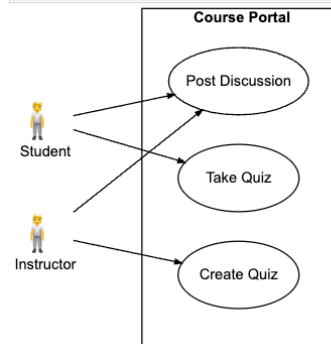 Course Portal
Post Discussion
Student
Take Quiz
Instructor
Create Quiz